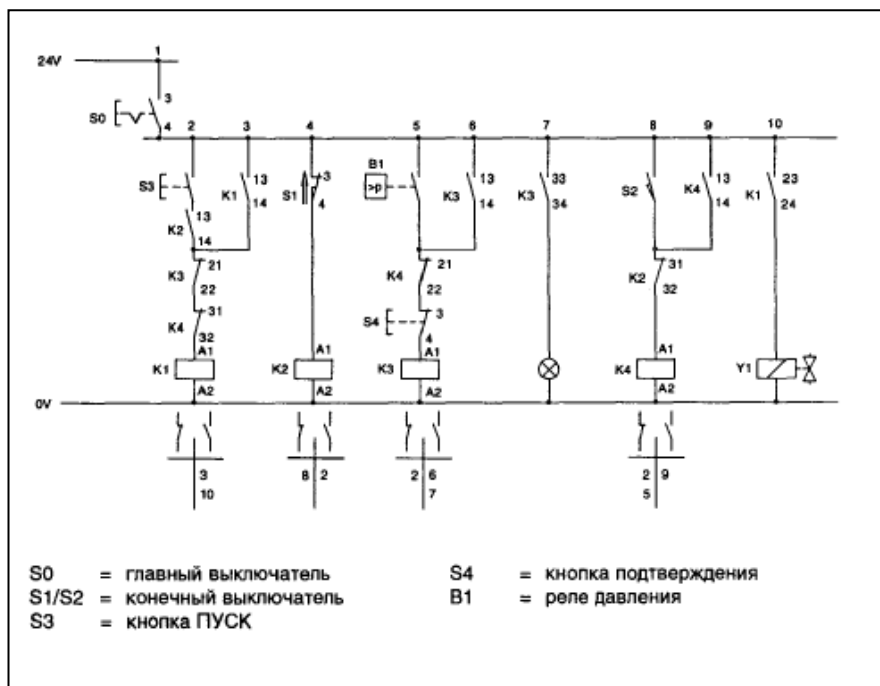 1
24V
3
S0
4
2 3 4 5 6 7 8 9 10
S3 K1 13 14 S1 3 4 B1 >p K3 13 14 K3 33 34 S2 K4 13 14 K1 23 24
K2 13 14
K3 21 22 K4 21 22 K2 31 32
K4 31 32 S4 3 4
A1 A1 A1 A1
K1 K2 K3 K4 Y1
A2 A2 A2 A2
0V
3 8 2 2 6 2 9
10 7 5
S0 = главный выключатель
S1/S2 = конечный выключатель
S3 = кнопка ПУСК
S4 = кнопка подтверждения
B1 = реле давления